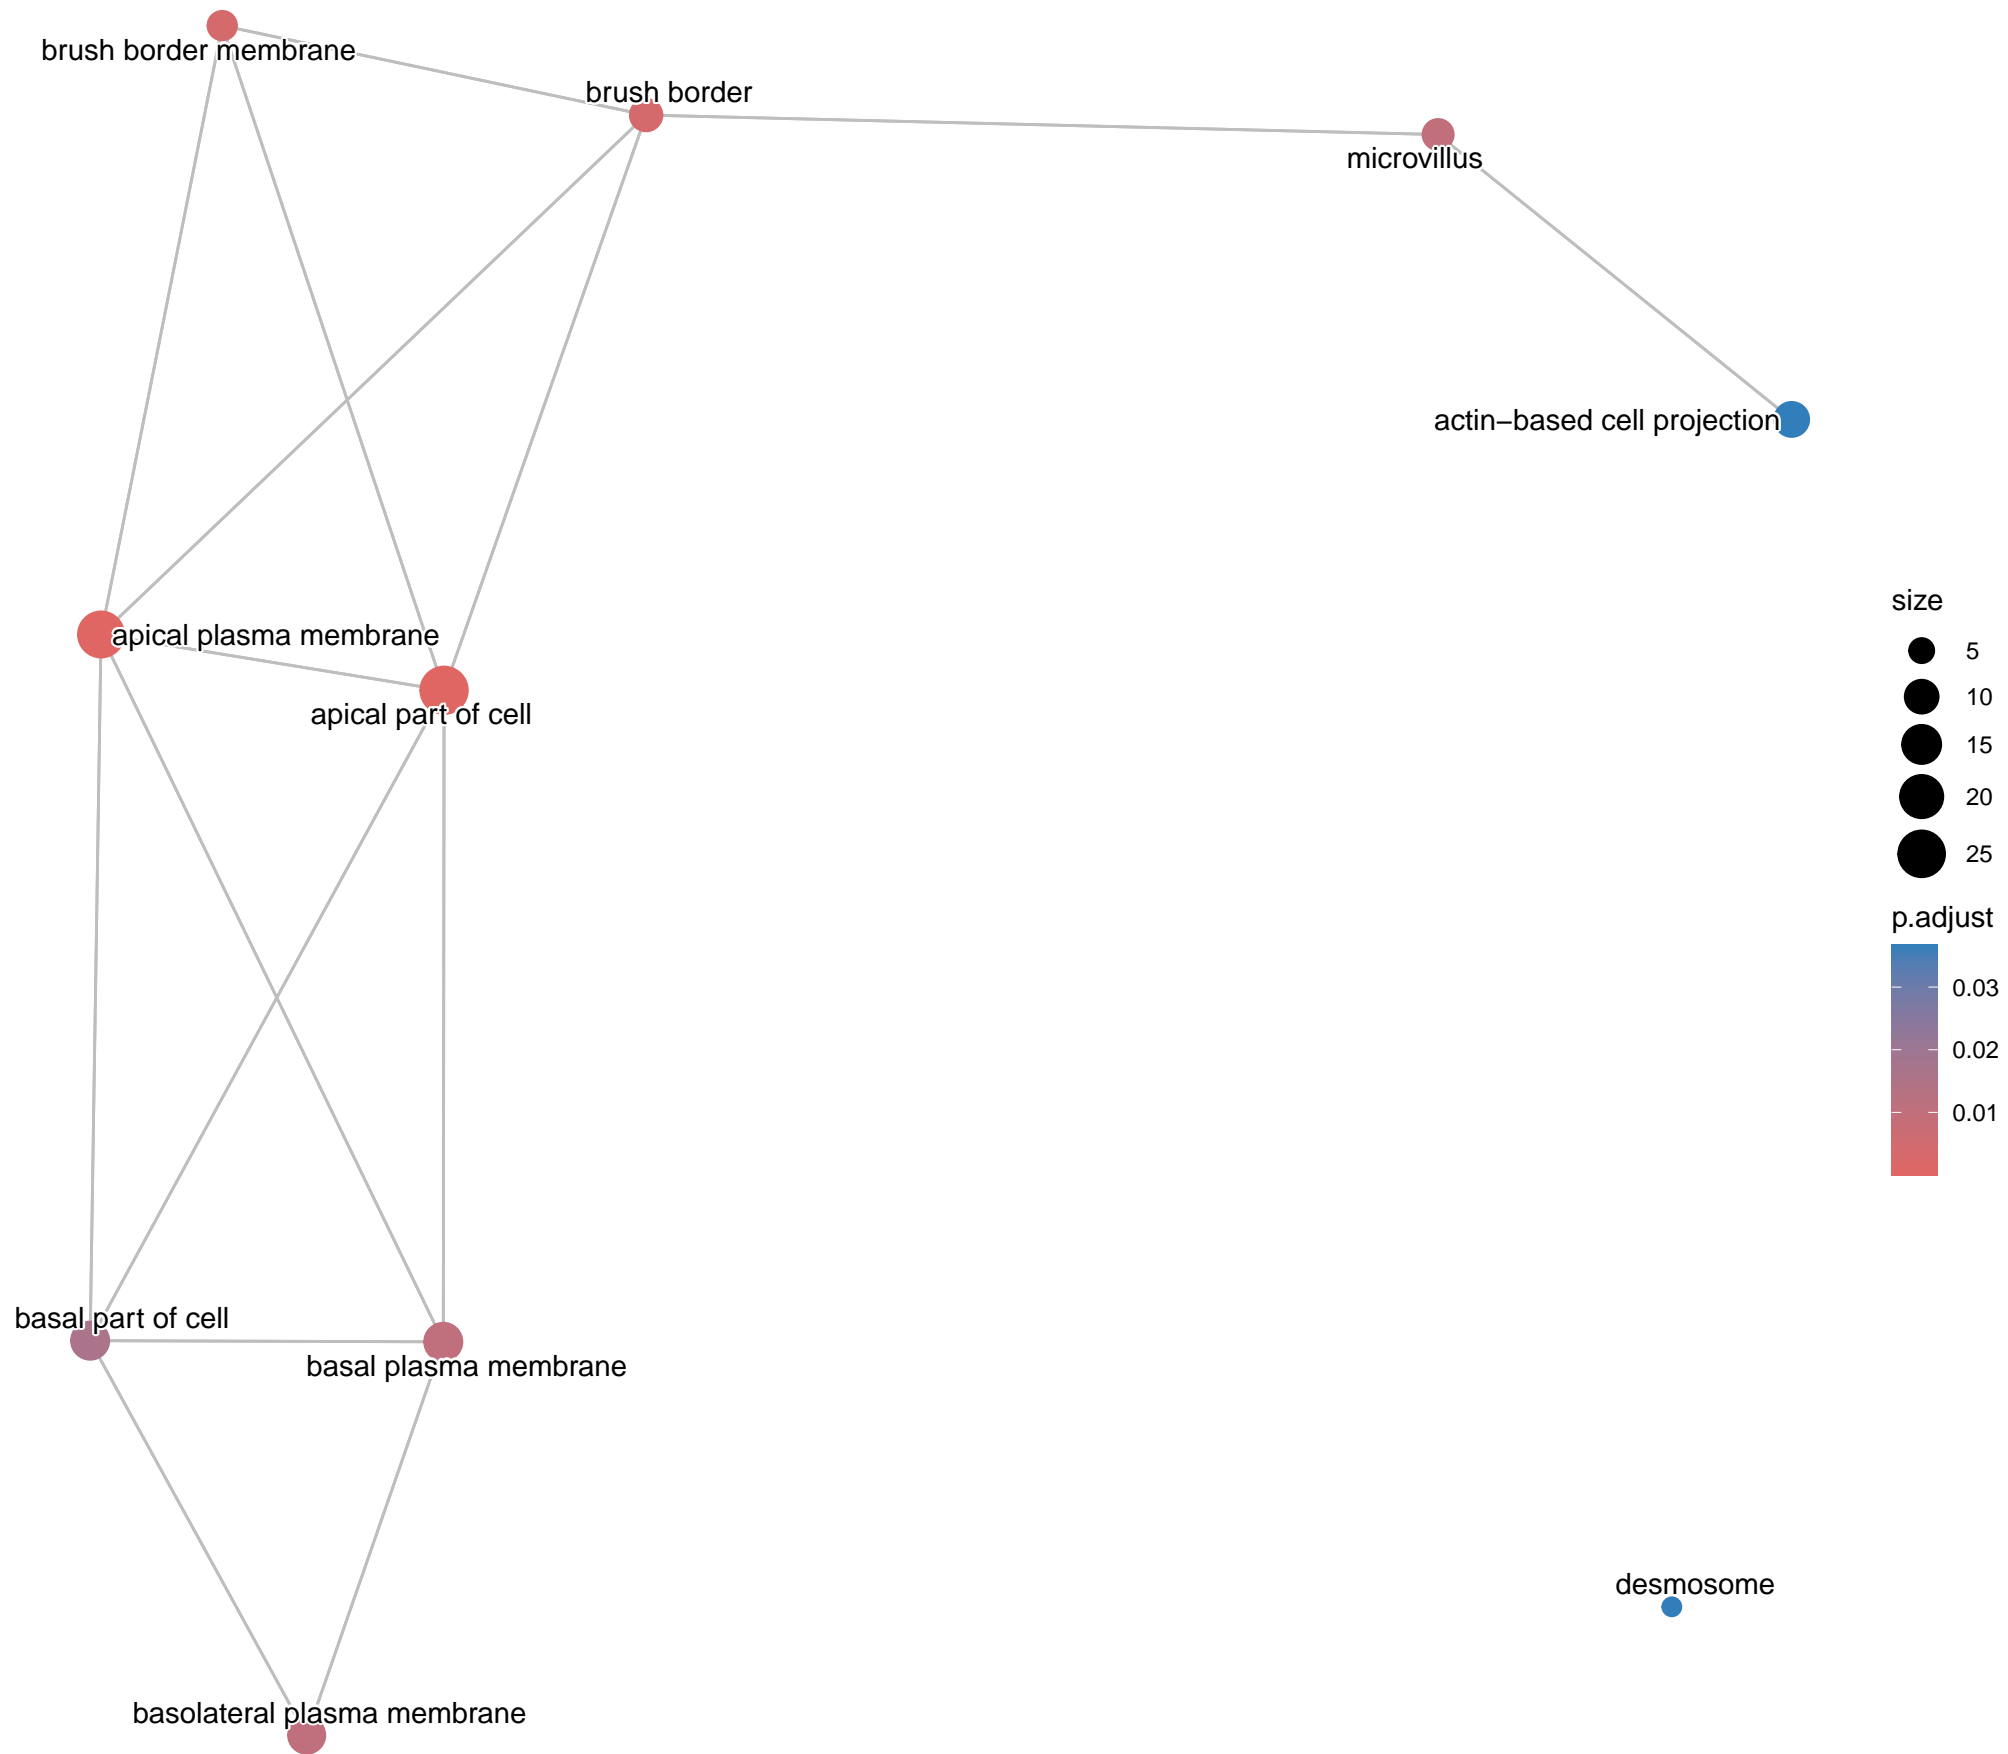 brush border membrane
brush border
microvillus
actin−based cell projection
apical plasma membrane
apical part of cell
basal part of cell
basal plasma membrane
desmosome
basolateral plasma membrane
size
5
10
15
20
25
p.adjust
0.03
0.02
0.01